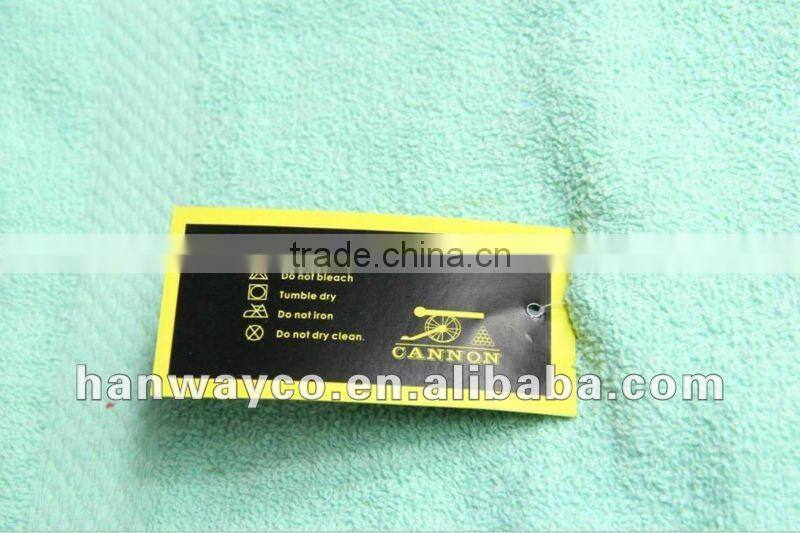 trade.china.cn
Do not bleach
Tumble dry
Do not iron
Do not dry clean.
CANNON
hanwayco.en.alibaba.com